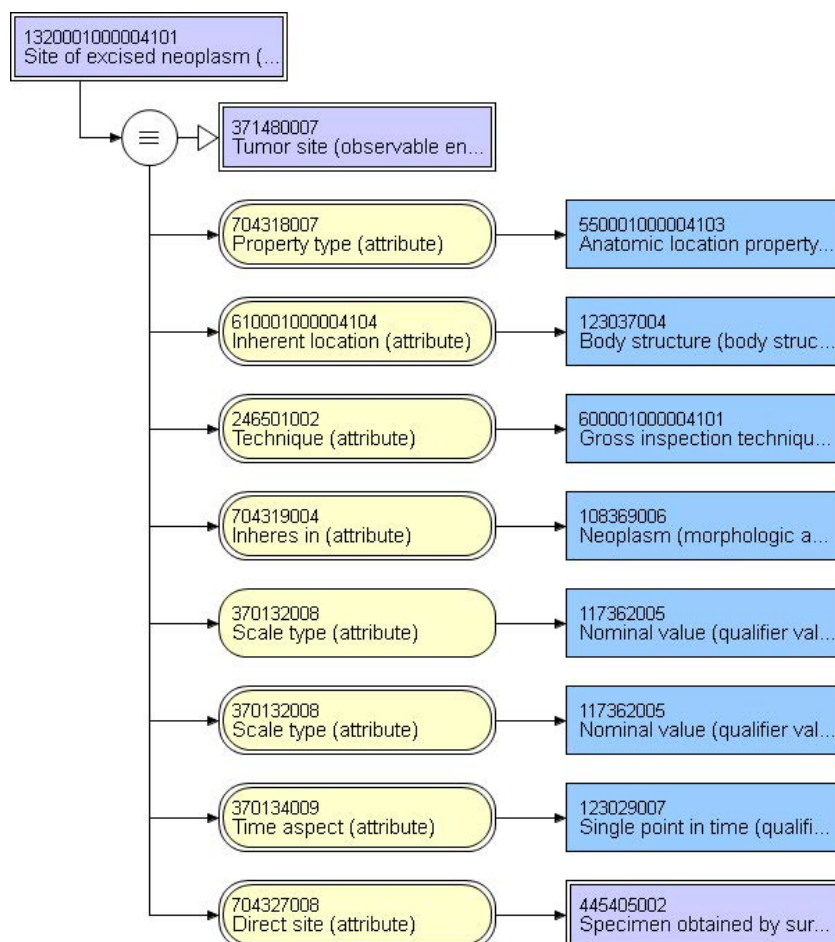 1320001000004101
Site of excised neoplasm (...
371480007
Tumor site (observable en...
704318007
Property type (attribute)
550001000004103
Anatomic location property...
610001000004104
Inherent location (attribute)
123037004
Body structure (body struc...
246501002
Technique (attribute)
600001000004101
Gross inspection techniqu...
704319004
Inheres in (attribute)
108369006
Neoplasm (morphologic a...
370132008
Scale type (attribute)
117362005
Nominal value (qualifier val...
370132008
Scale type (attribute)
117362005
Nominal value (qualifier val...
370134009
Time aspect (attribute)
123029007
Single point in time (qualifi...
704327008
Direct site (attribute)
445405002
Specimen obtained by sur...